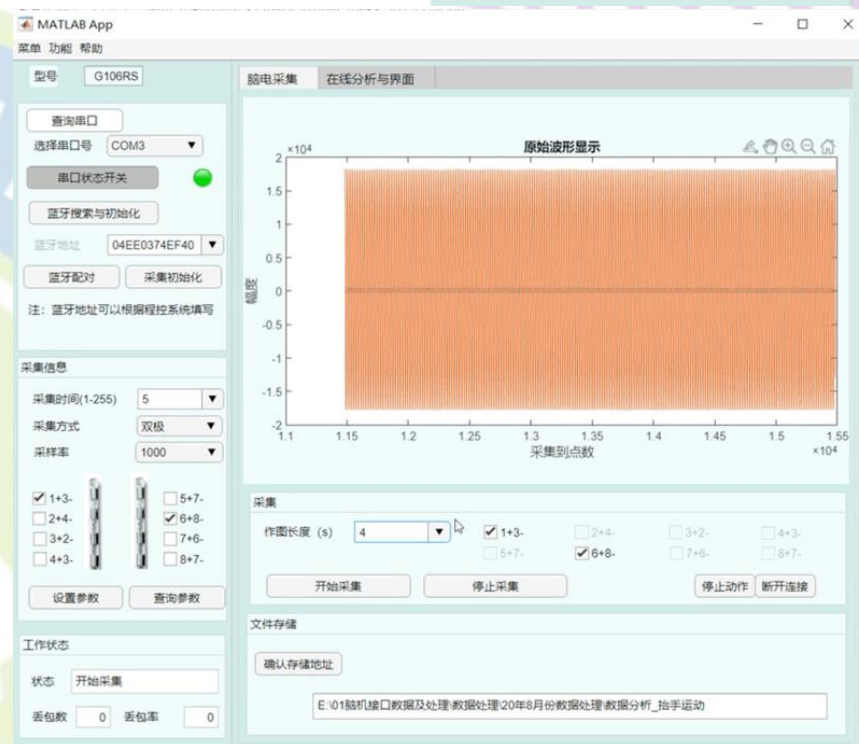 MATLAB App
菜单 功能 帮助
型号 G106RS
查询串口
选择串口号 COM3
串口状态开关
蓝牙搜索与初始化
蓝牙地址 04EE0374EF40
蓝牙配对 采集初始化
注：蓝牙地址可以根据程控系统填写
采集信息
采集时间(1-255) 5
采集方式 双极
采样率 1000
1+3- 5+7-
2+4- 6+8-
3+2- 7+6-
4+3- 8+7-
设置参数 查询参数
工作状态
状态 开始采集
丢包数 0 丢包率 0
脑电采集 在线分析与界面
原始波形显示
×10⁴
2
1.5
1
0.5
0
-0.5
-1
-1.5
-2
幅度
1.1 1.15 1.2 1.25 1.3 1.35 1.4 1.45 1.5 1.55
采集到点数
×10⁴
采集
作图长度 (s) 4 1+3- 2+4- 3+2- 4+3-
5+7- 6+8- 7+6- 8+7-
开始采集 停止采集 停止动作 断开连接
文件存储
确认存储地址
E:\01脑机接口数据及处理\数据处理\20年8月份数据处理\数据分析_抬手运动